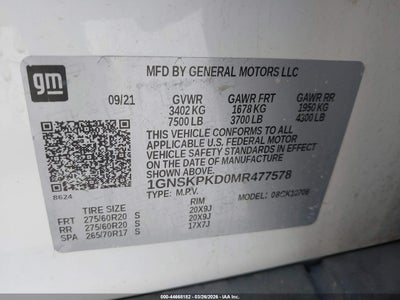 gm
MFD BY GENERAL MOTORS LLC
09/21 GVWR GAWR FRT GAWR RR
3402 KG 1678 KG 1950 KG
7500 LB 3700 LB 4300 LB
THIS VEHICLE CONFORMS TO ALL APPLICABLE
U.S. FEDERAL MOTOR
VEHICLE SAFETY
STANDARDS IN EFFECT ON THE DATE OF
MANUFACTURE SHOWN ABOVE.
1GNSKPKD0MR477578
8624
TYPE: M.P.V. MODEL:
TIRE SIZE RIM
FRT 275/60R20 S 20X9J
RR 275/60R20 S 20X9J
SPA 265/70R17 S 17X7J
© IAA - 44668182 - 03/26/2026 - IAAI.COM